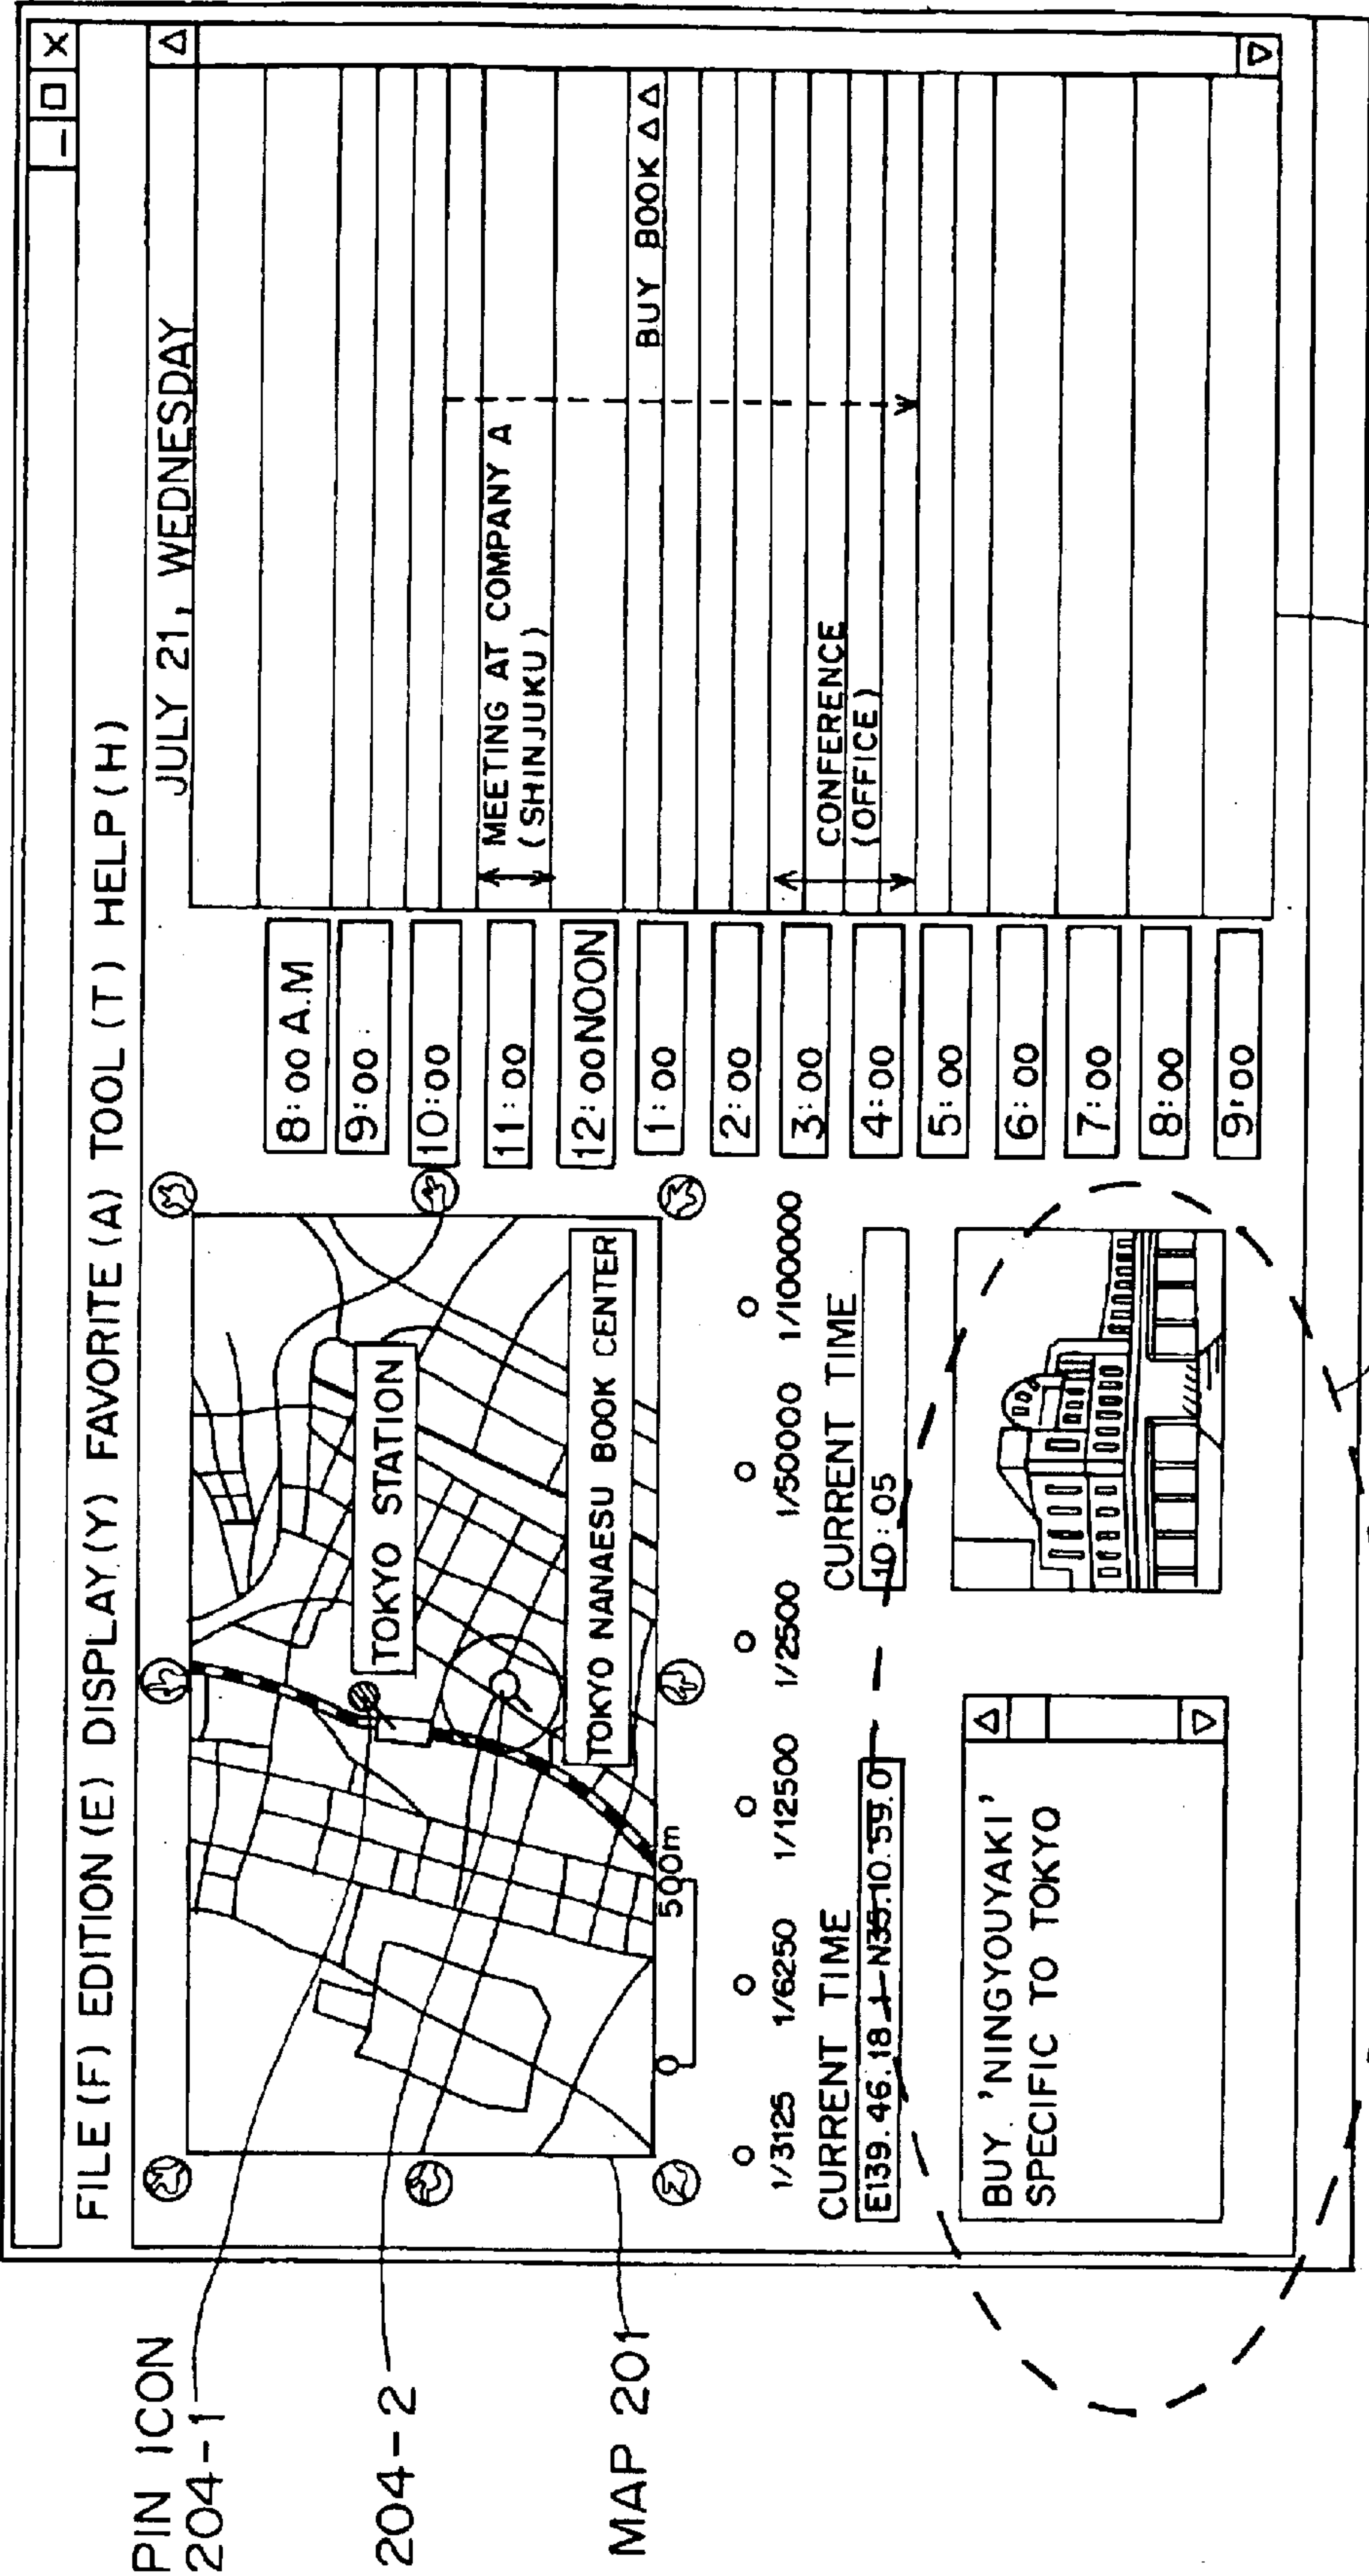 FILE (F) EDITION (E) DISPLAY (Y) FAVORITE (A) TOOL (T) HELP (H)
PIN ICON
204-1
204-2
MAP 201
TOKYO STATION
TOKYO NANAESU BOOK CENTER
0 500m
1/3125 1/6250 1/12500 1/2500 1/50000 1/100000
CURRENT TIME
E139.46.18.1-N35.10.59.0
CURRENT TIME
10:05
BUY 'NINGYOUYAKI'
SPECIFIC TO TOKYO
JULY 21, WEDNESDAY
8:00 A.M
9:00
10:00
11:00
MEETING AT COMPANY A
(SHINJUKU)
12:00NOON
1:00
BUY BOOK ΔΔ
2:00
3:00
CONFERENCE
(OFFICE)
4:00
5:00
6:00
7:00
8:00
9:00